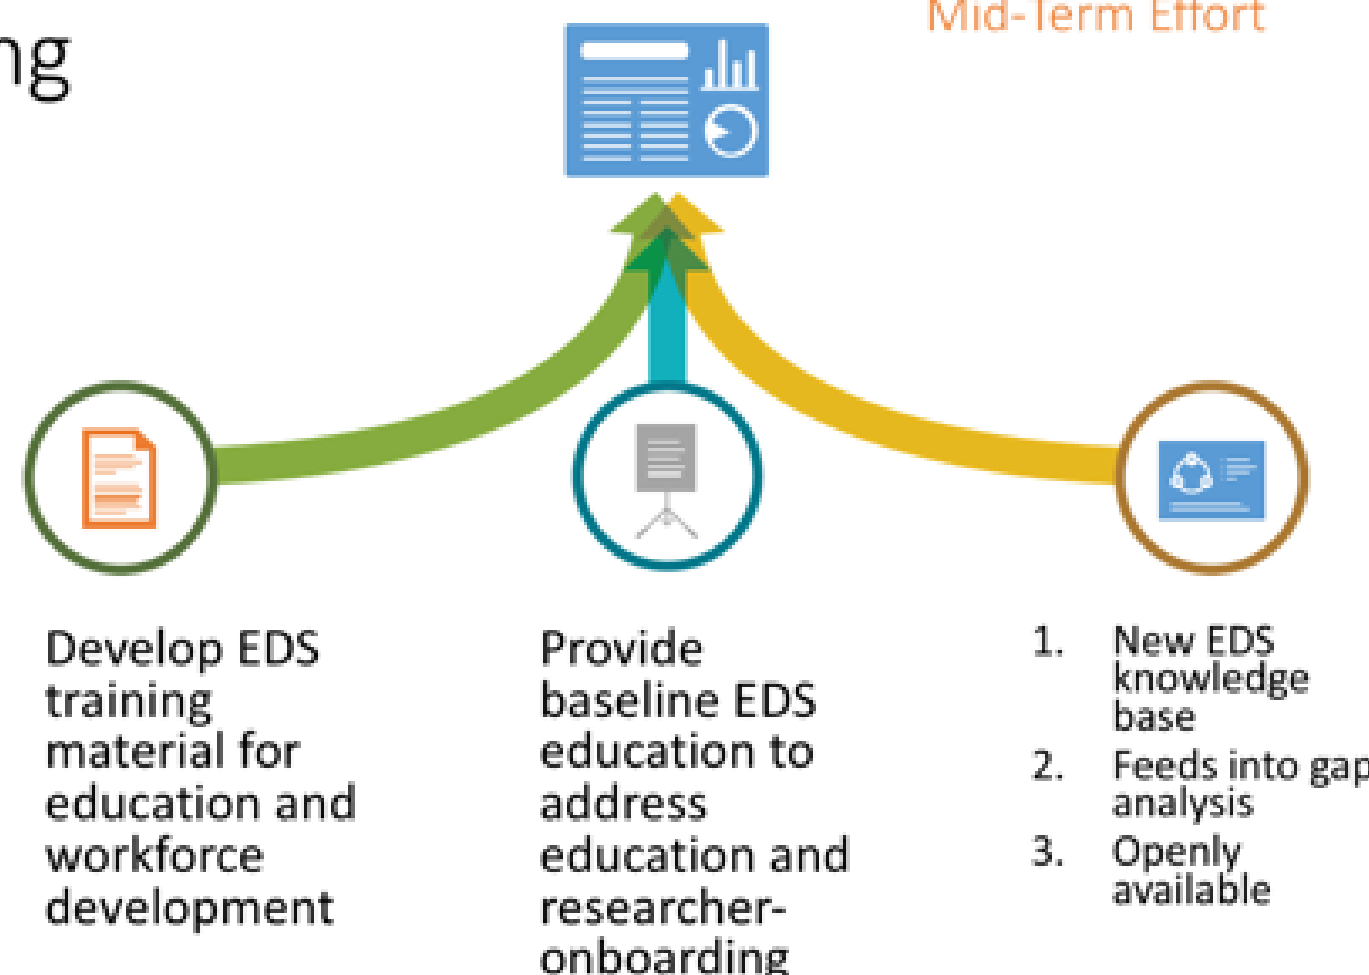 ng
Mid-Term Effort
Develop EDS
training
material for
education and
workforce
development
Provide
baseline EDS
education to
address
education and
researcher-
onboarding
1. New EDS
knowledge
base
2. Feeds into gap
analysis
3. Openly
available